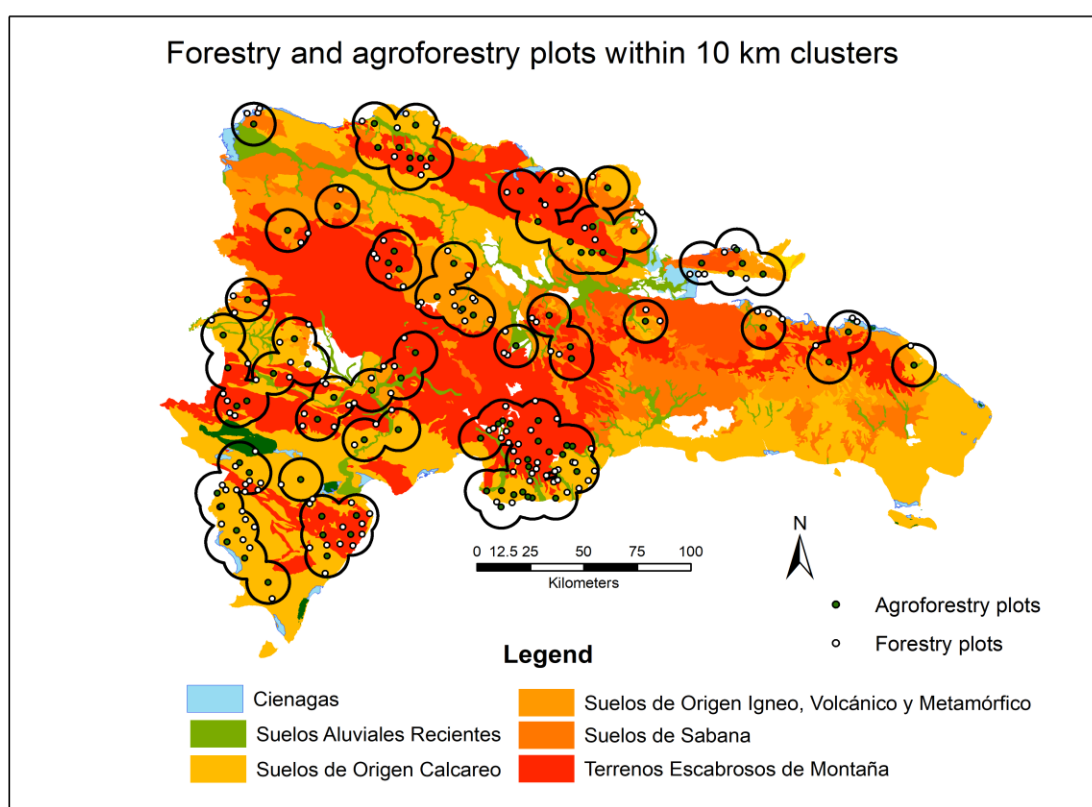 Forestry and agroforestry plots within 10 km clusters
N
0 12.5 25 50 75 100
Kilometers
Agroforestry plots
Forestry plots
Legend
Cienagas
Suelos Aluviales Recientes
Suelos de Origen Calcareo
Suelos de Origen Igneo, Volcánico y Metamórfico
Suelos de Sabana
Terrenos Escabrosos de Montaña